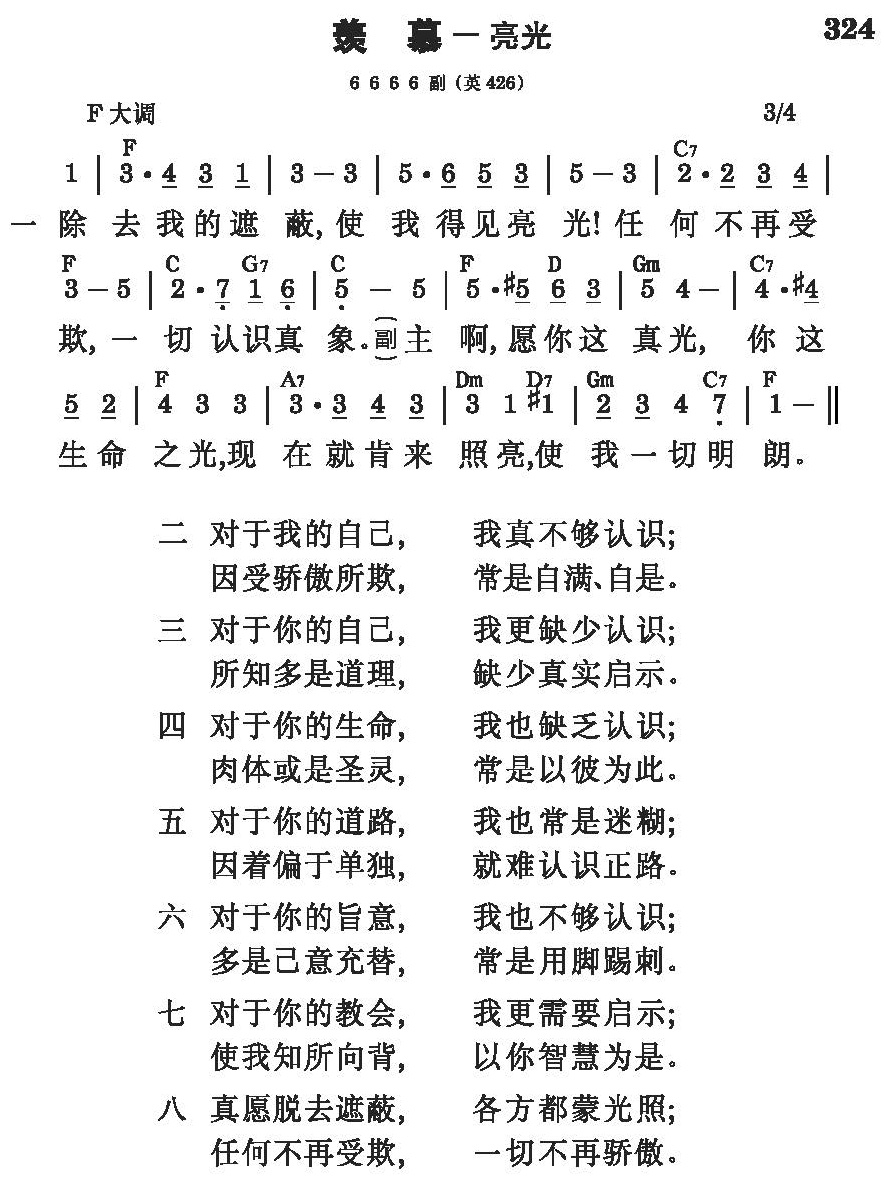 羡 慕 — 亮光 324
6 6 6 6 副 (英 426)
F 大调 3/4
F C7
1 | 3 · 4 3 1 | 3 – 3 | 5 · 6 5 3 | 5 – 3 | 2 · 2 3 4 |
一 除 去 我 的 遮 蔽, 使 我 得 见 亮 光! 任 何 不 再 受
F C G7 C F D Gm C7
3 – 5 | 2 · 7 1 6 | 5 – 5 | 5 · #5 6 3 | 5 4 – | 4 · #4
欺, 一 切 认 识 真 象。(副) 主 啊, 愿 你 这 真 光, 你 这
F A7 Dm D7 Gm C7 F
5 2 | 4 3 3 | 3 · 3 4 3 | 3 1 #1 | 2 3 4 7 | 1 – ‖
生 命 之 光, 现 在 就 肯 来 照 亮, 使 我 一 切 明 朗。
二 对于我的自己, 我真不够认识;
因受骄傲所欺, 常是自满、自是。
三 对于你的自己, 我更缺少认识;
所知多是道理, 缺少真实启示。
四 对于你的生命, 我也缺乏认识;
肉体或是圣灵, 常是以彼为此。
五 对于你的道路, 我也常是迷糊;
因着偏于单独, 就难认识正路。
六 对于你的旨意, 我也不够认识;
多是己意充替, 常是用脚踢刺。
七 对于你的教会, 我更需要启示;
使我知所向背, 以你智慧为是。
八 真愿脱去遮蔽, 各方都蒙光照;
任何不再受欺, 一切不再骄傲。